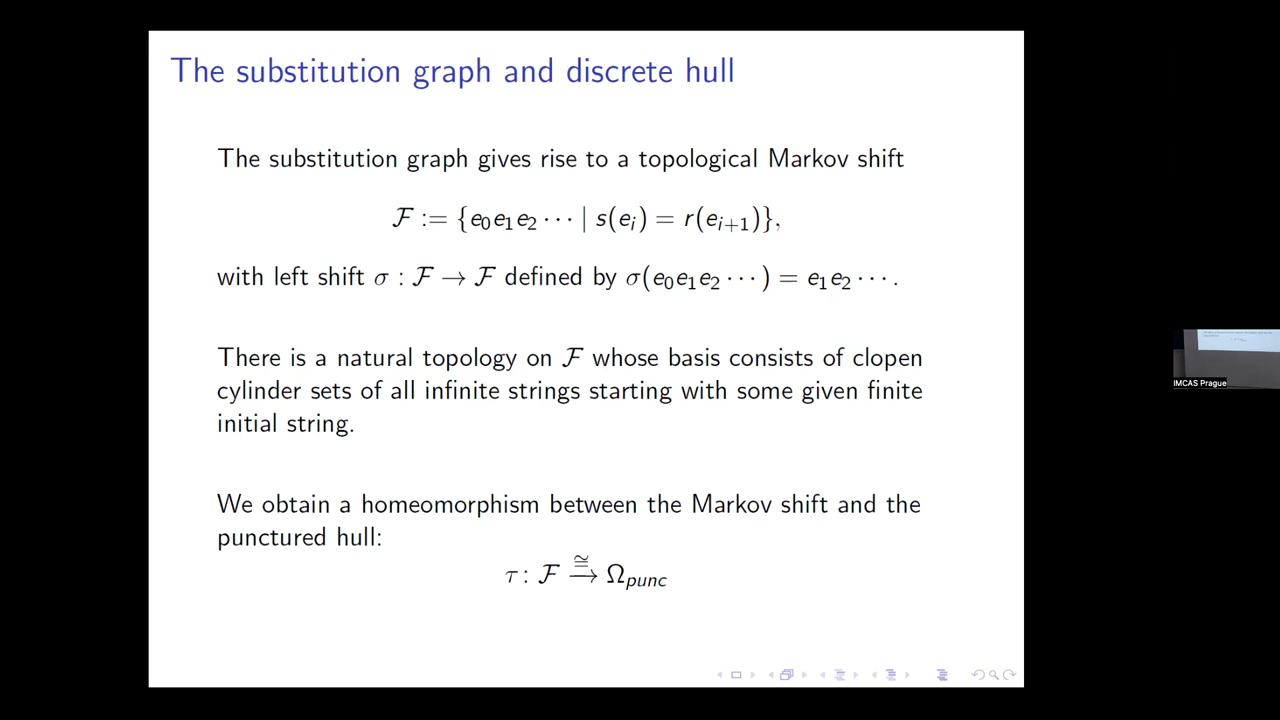 The substitution graph and discrete hull
The substitution graph gives rise to a topological Markov shift
ℱ := {e₀e₁e₂ ⋯ | s(eᵢ) = r(eᵢ₊₁)},
with left shift σ : ℱ → ℱ defined by σ(e₀e₁e₂ ⋯) = e₁e₂ ⋯ .
There is a natural topology on ℱ whose basis consists of clopen
cylinder sets of all infinite strings starting with some given finite
initial string.
We obtain a homeomorphism between the Markov shift and the
punctured hull:
τ : ℱ ≅→ Ω_punc
IMCAS Prague